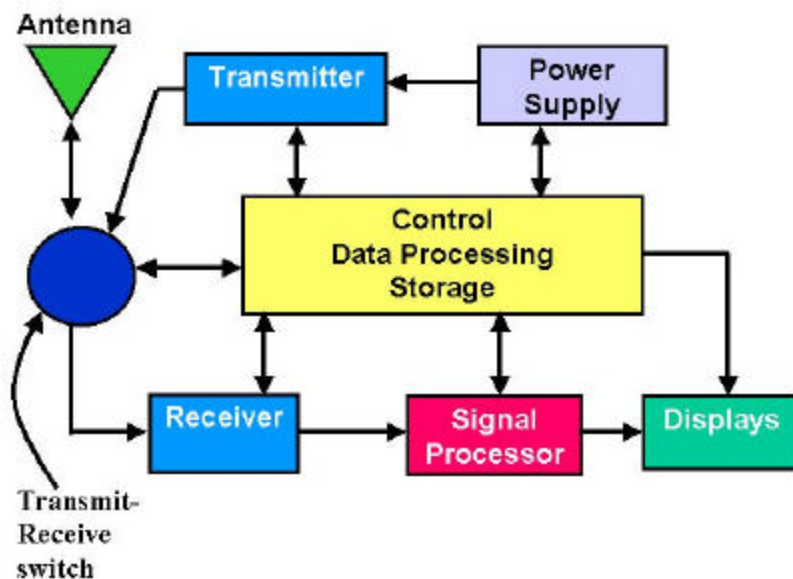 Antenna
Transmitter
Power
Supply
Control
Data Processing
Storage
Receiver
Signal
Processor
Displays
Transmit-
Receive
switch